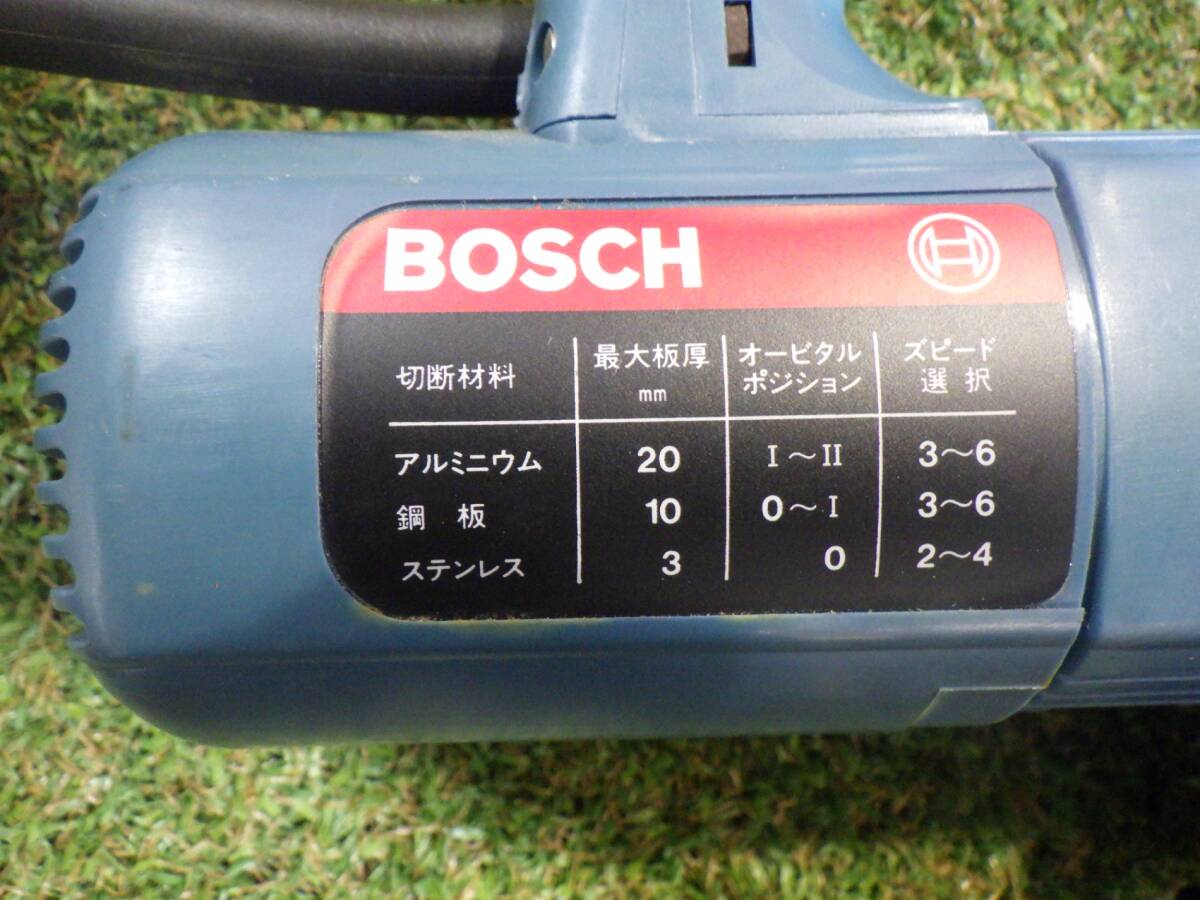 BOSCH
切断材料 最大板厚 mm オービタル ポジション ズピード 選択
アルミニウム 20 I～II 3～6
鋼板 10 0～I 3～6
ステンレス 3 0 2～4